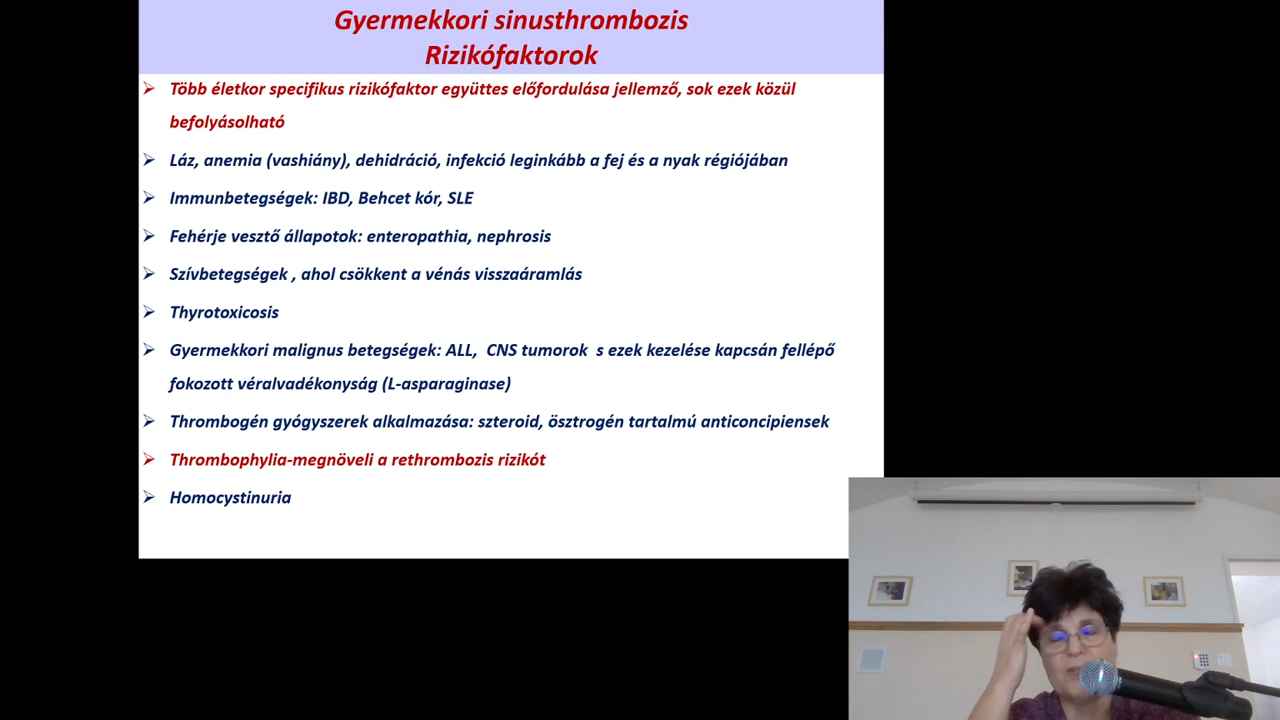 Gyermekkori sinusthrombozis
Rizikófaktorok
Több életkor specifikus rizikófaktor együttes előfordulása jellemző, sok ezek közül
befolyásolható
Láz, anemia (vashiány), dehidráció, infekció leginkább a fej és a nyak régiójában
Immunbetegségek: IBD, Behcet kór, SLE
Fehérje vesztő állapotok: enteropathia, nephrosis
Szívbetegségek , ahol csökkent a vénás visszaáramlás
Thyrotoxicosis
Gyermekkori malignus betegségek: ALL, CNS tumorok s ezek kezelése kapcsán fellépő
fokozott véralvadékonyság (L-asparaginase)
Thrombogén gyógyszerek alkalmazása: szteroid, ösztrogén tartalmú anticoncipiensek
Thrombophylia-megnöveli a rethrombozis rizikót
Homocystinuria